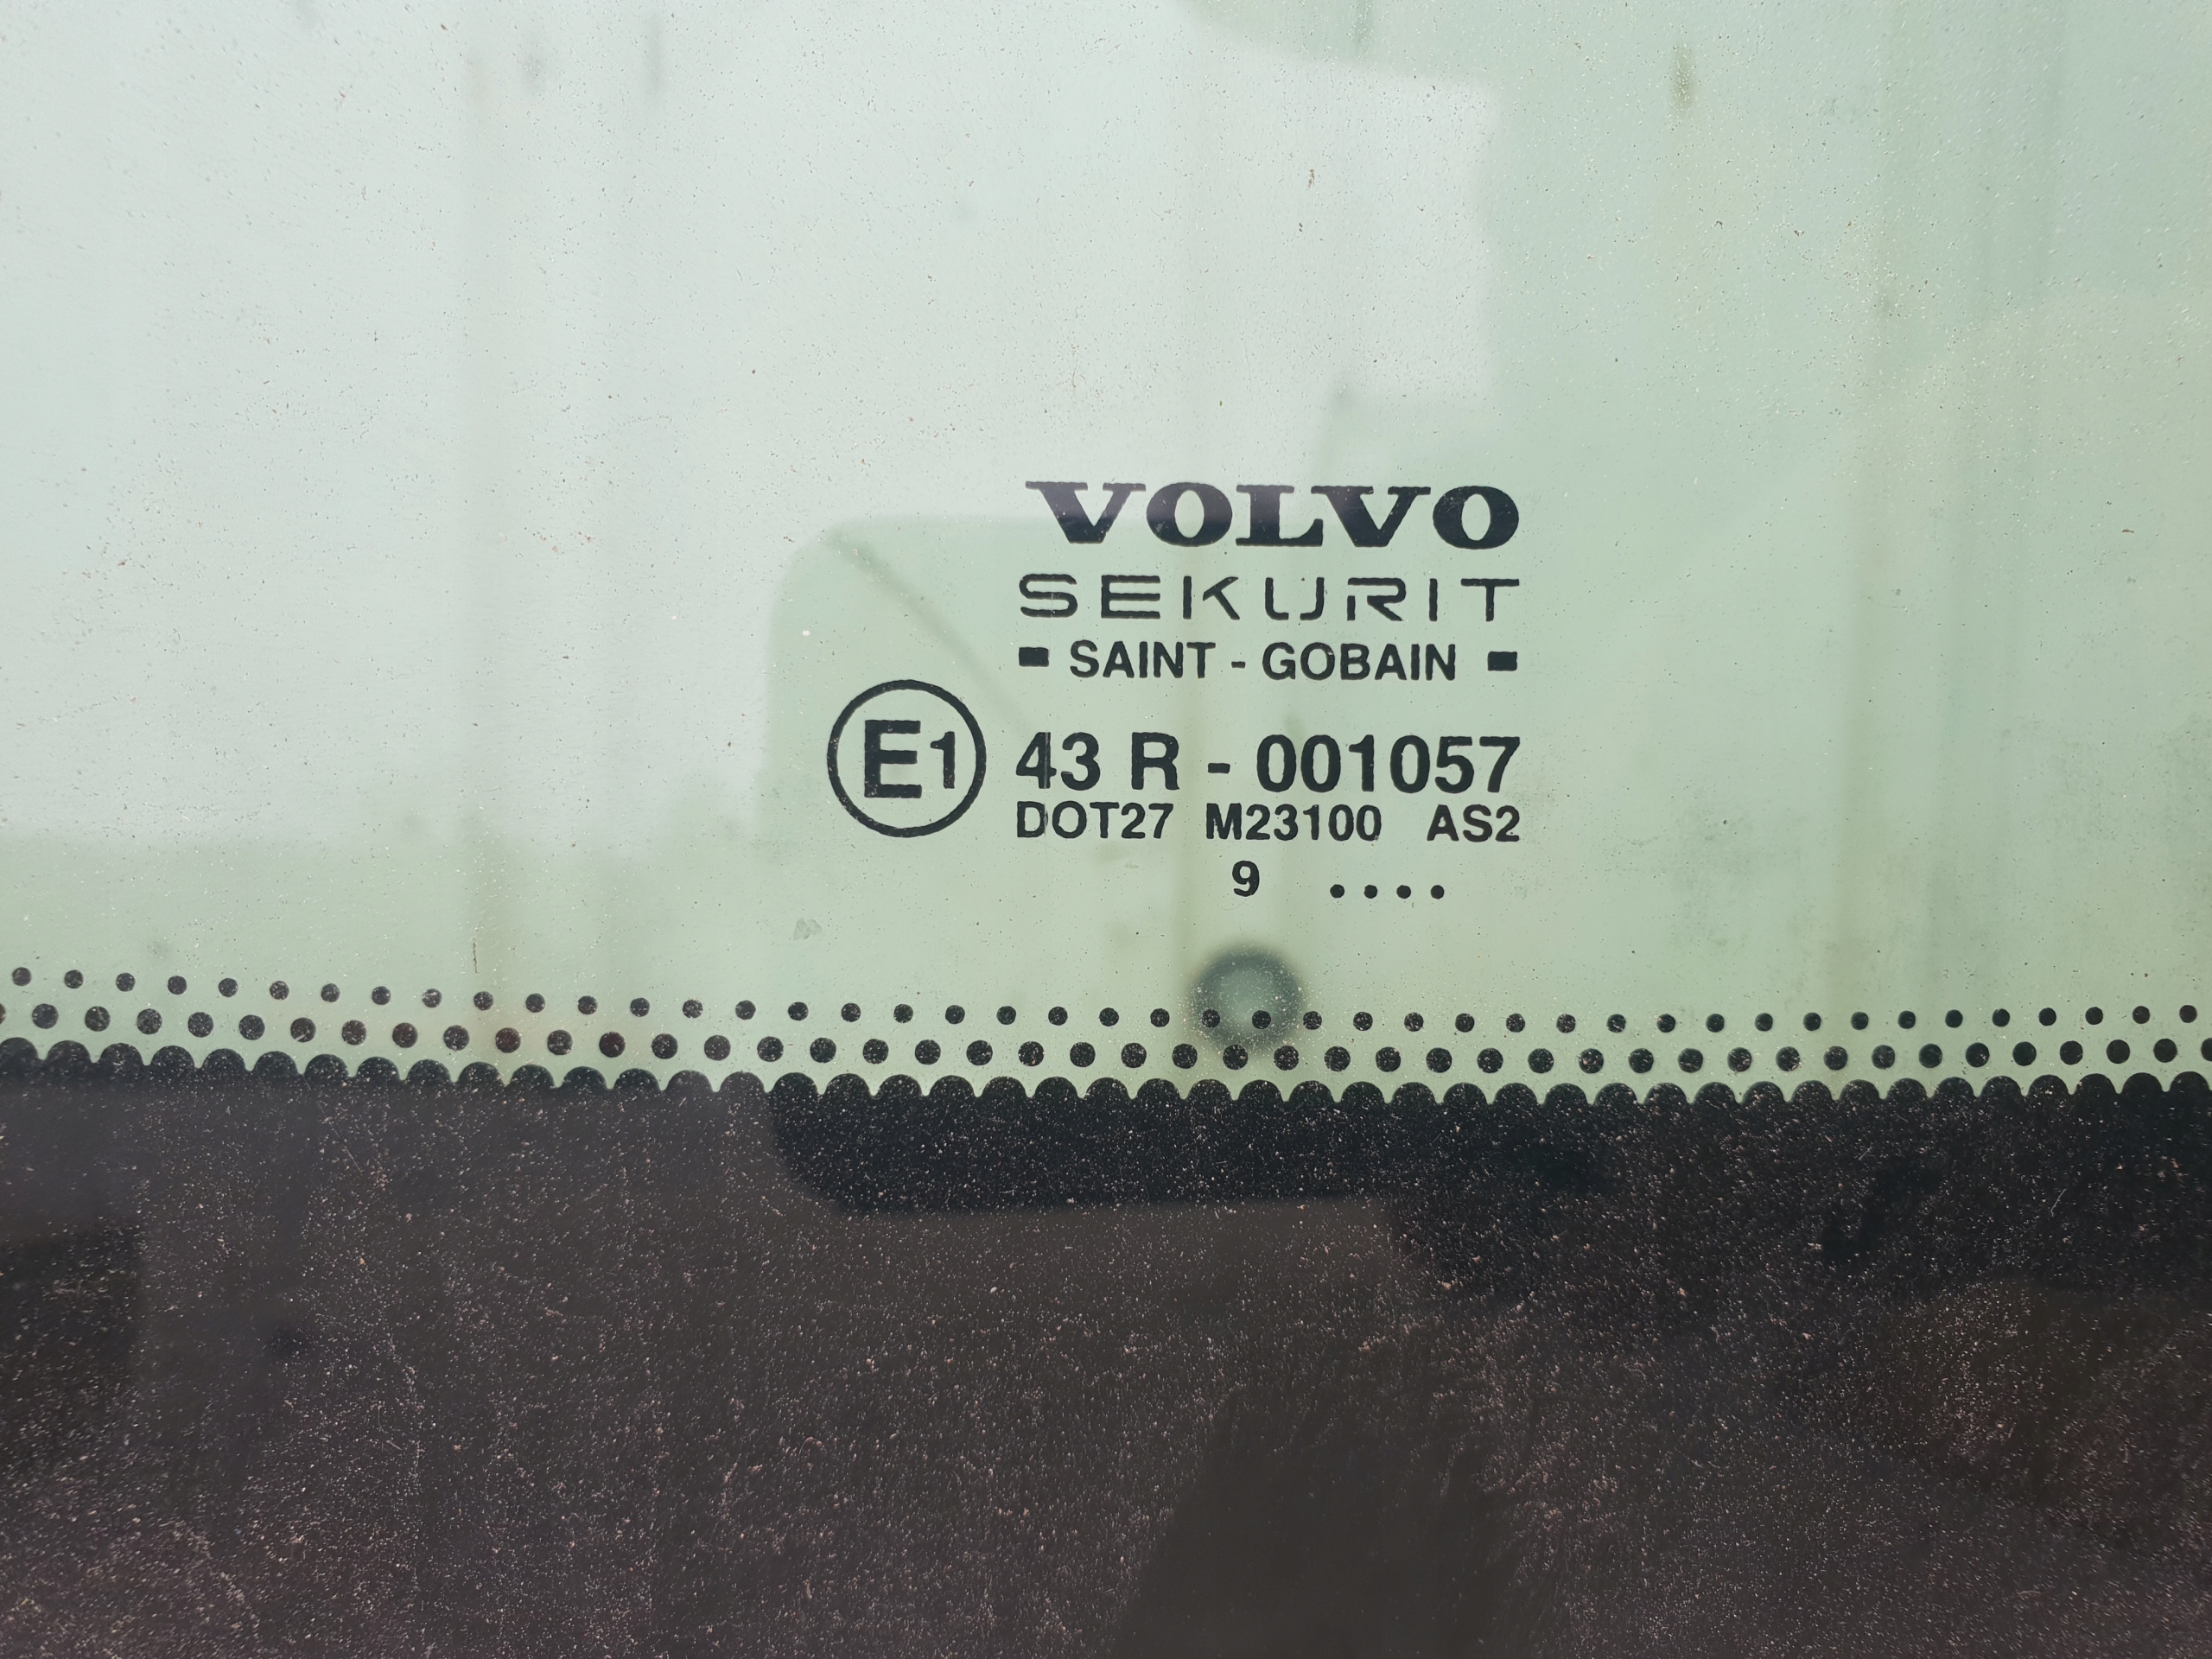 VOLVO
SEKURIT
SAINT - GOBAIN
E1 43 R - 001057
DOT27 M23100 AS2
9 ....